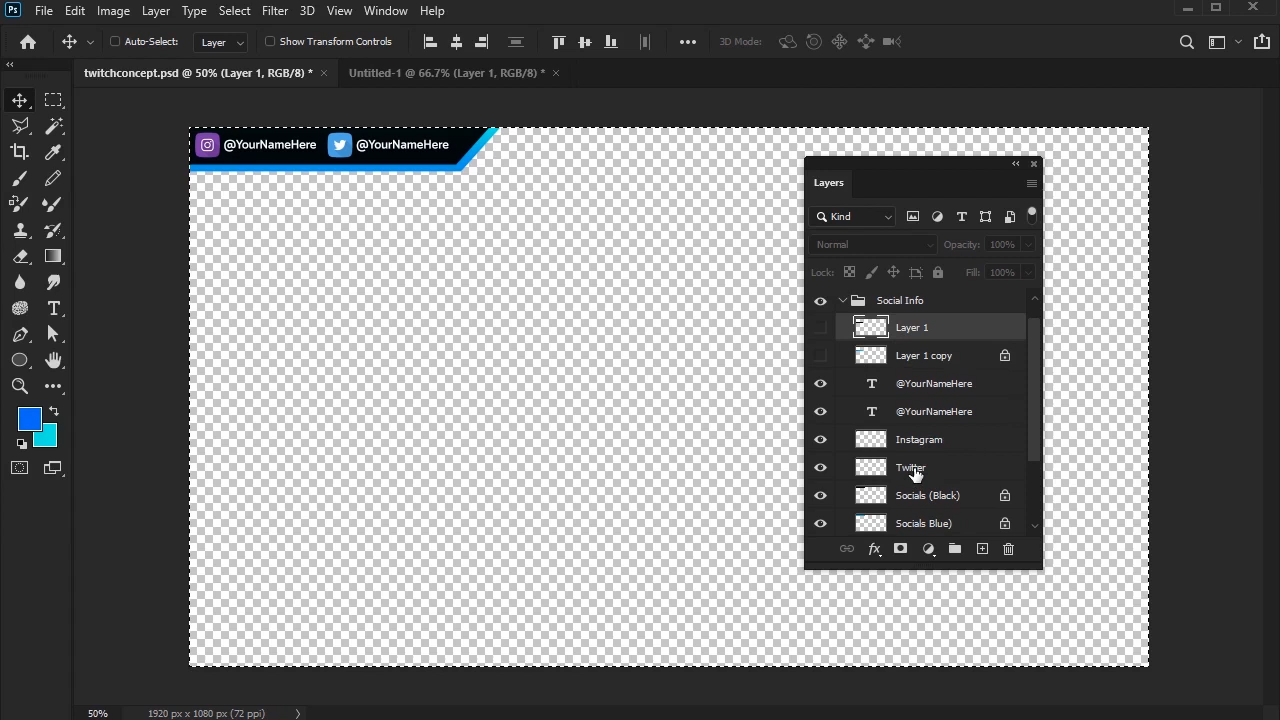 Ps File Edit Image Layer Type Select Filter 3D View Window Help
Auto-Select: Layer Show Transform Controls 3D Mode:
twitchconcept.psd @ 50% (Layer 1, RGB/8) * Untitled-1 @ 66.7% (Layer 1, RGB/8) *
@YourNameHere @YourNameHere
Layers
Kind
Normal Opacity: 100%
Lock: Fill: 100%
Social Info
Layer 1
Layer 1 copy
T @YourNameHere
T @YourNameHere
Instagram
Twitter
Socials (Black)
Socials Blue)
fx
50% 1920 px x 1080 px (72 ppi)